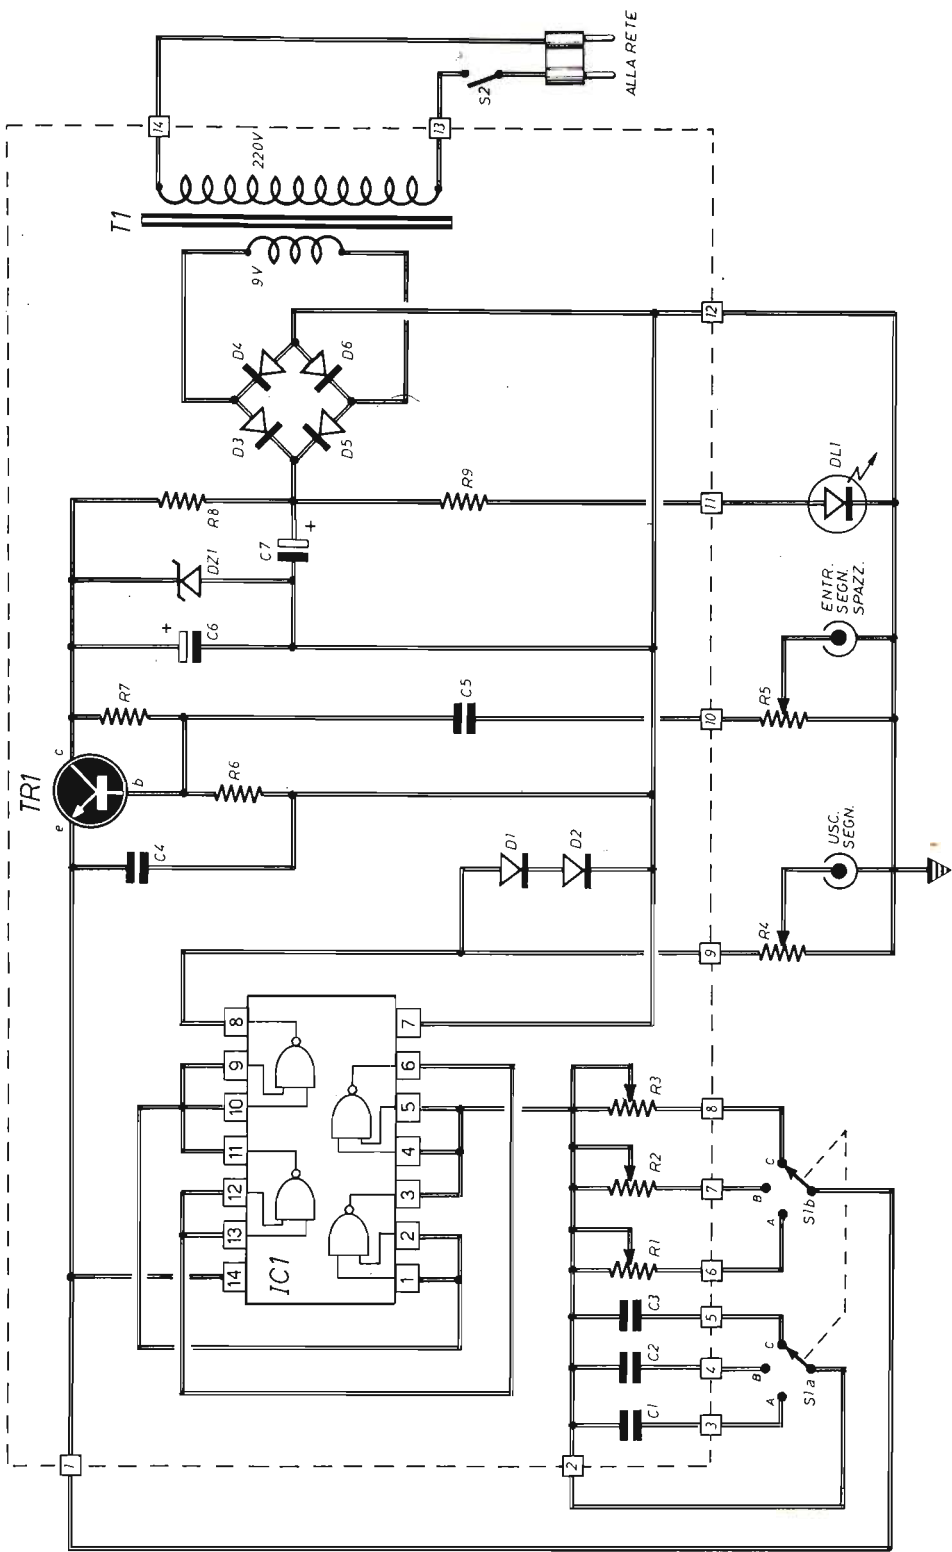 TR1
e
c
b
C4
R6
R7
C6
+
DZ1
R8
C7
+
D3
D4
D5
D6
9V
T1
220V
14
13
S2
ALLA RETE
C5
R9
D1
D2
IC1
14
13
12
11
10
9
8
1
2
3
4
5
6
7
1
2
C1
C2
C3
R1
R2
R3
3
4
5
6
7
8
9
10
11
12
A
B
C
S1a
A
B
C
S1b
R4
USC.
SEGN.
R5
ENTR.
SEGN.
SPAZZ.
DL1